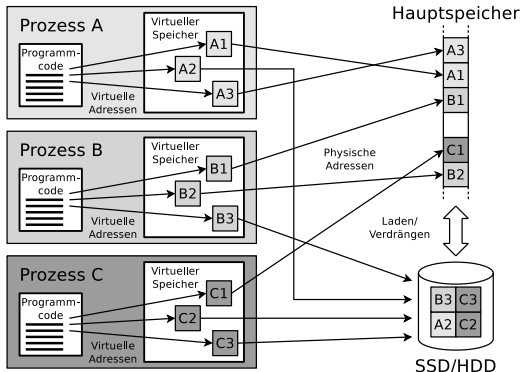 Prozess A
Programm-
code
Virtuelle
Adressen
Virtueller
Speicher
A1
A2
A3
Prozess B
Programm-
code
Virtuelle
Adressen
Virtueller
Speicher
B1
B2
B3
Prozess C
Programm-
code
Virtuelle
Adressen
Virtueller
Speicher
C1
C2
C3
Physische
Adressen
Hauptspeicher
A3
A1
B1
C1
B2
Laden/
Verdrängen
B3 C3
A2 C2
SSD/HDD